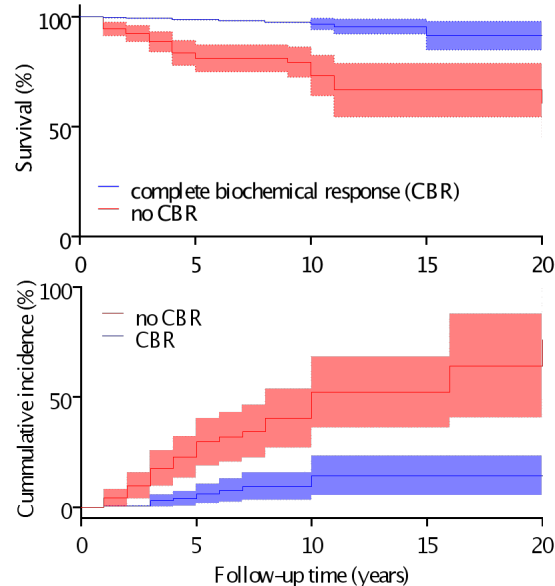 100
Survival (%)
50
complete biochemical response (CBR)
no CBR
0
0 5 10 15 20
100
Cummulative incidence (%)
no CBR
CBR
50
0
0 5 10 15 20
Follow-up time (years)